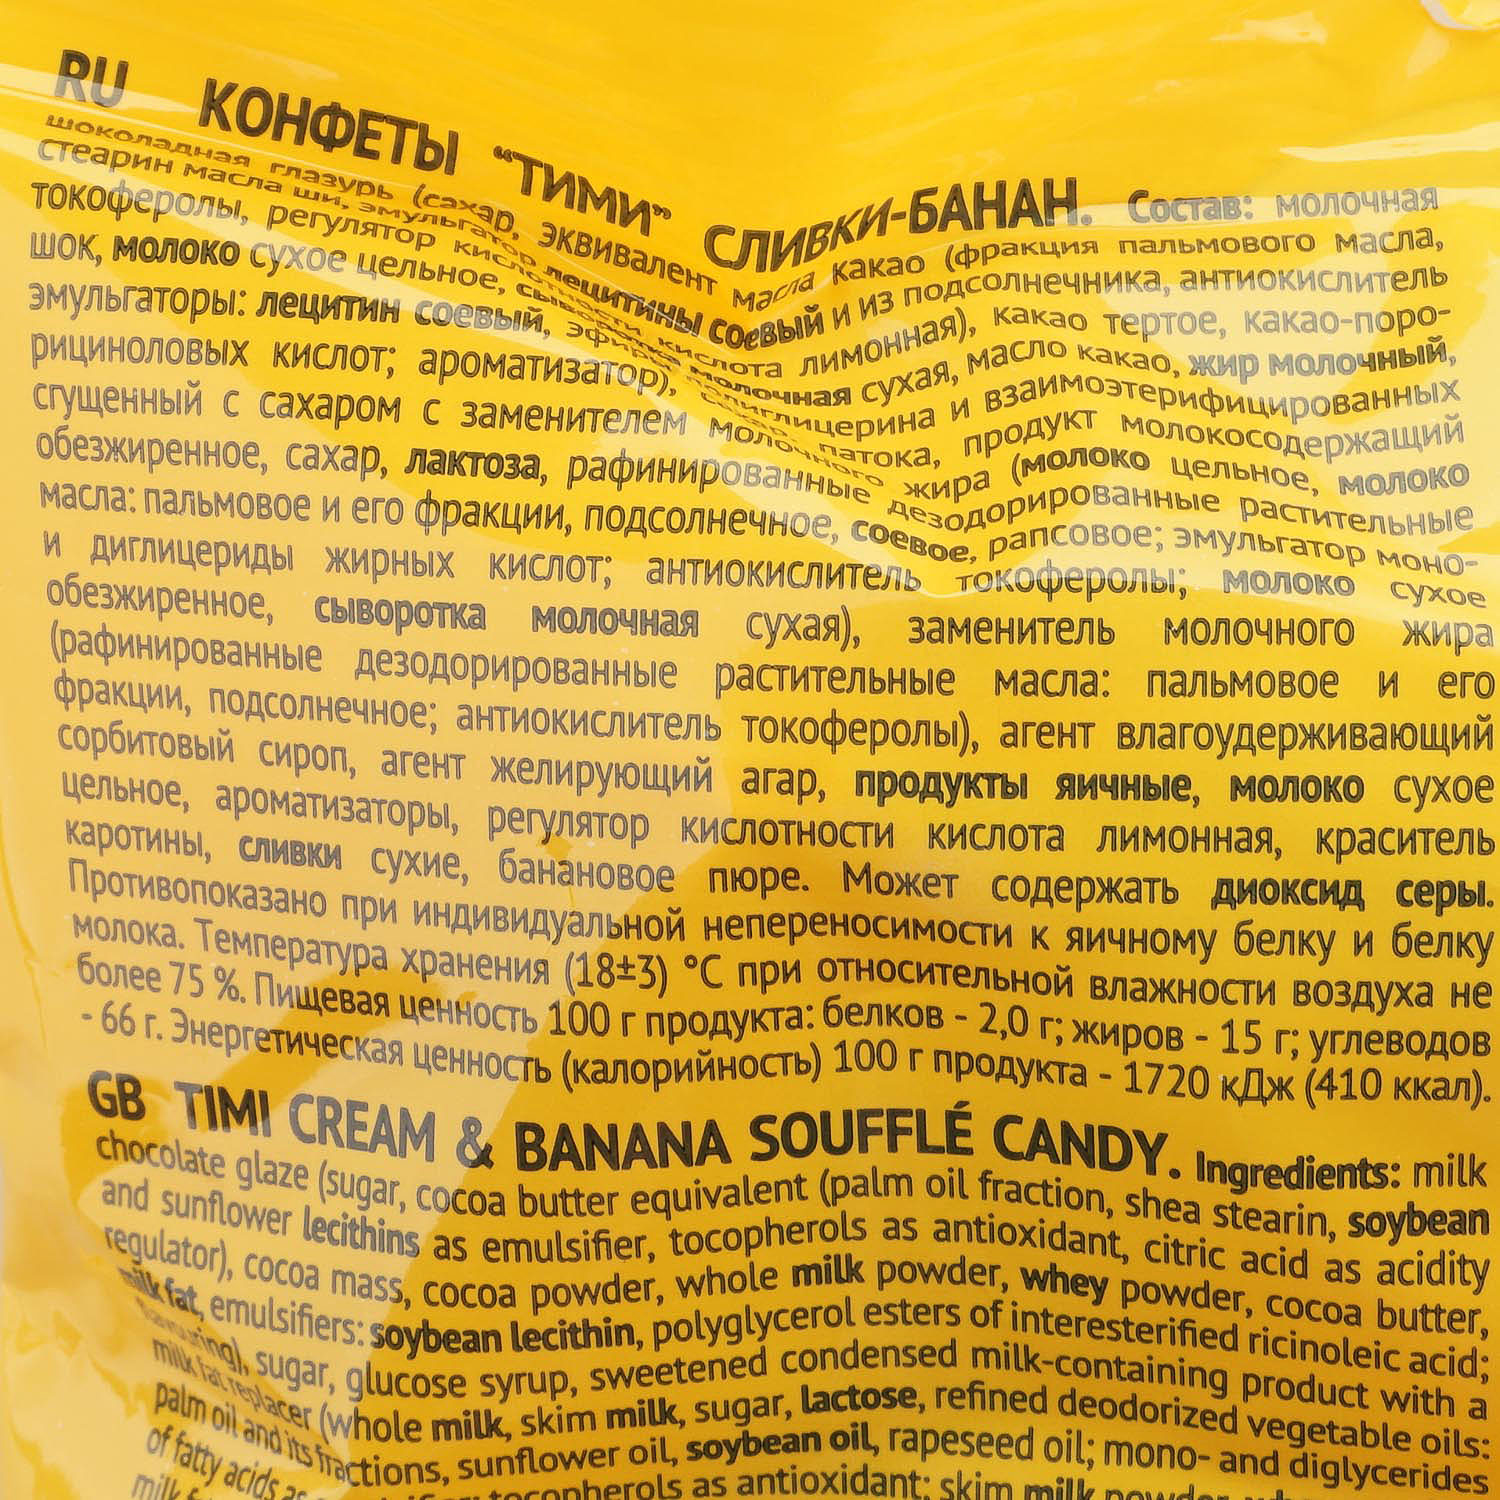 RU КОНФЕТЫ “ТИМИ” СЛИВКИ-БАНАН. Состав: молочная
шоколадная глазурь (сахар, эквивалент масла какао (фракция пальмового масла,
стеарин масла ши, эмульгатор лецитины соевый и из подсолнечника, антиокислитель
токоферолы, регулятор кислотности кислота лимонная), какао тертое, какао-поро-
шок, молоко сухое цельное, сыворотка молочная сухая, масло какао, жир молочный,
эмульгаторы: лецитин соевый, эфиры полиглицерина и взаимоэтерифицированных
рициноловых кислот; ароматизатор), сахар, патока, продукт молокосодержащий
сгущенный с сахаром с заменителем молочного жира (молоко цельное, молоко
обезжиренное, сахар, лактоза, рафинированные дезодорированные растительные
масла: пальмовое и его фракции, подсолнечное, соевое, рапсовое; эмульгатор моно-
и диглицериды жирных кислот; антиокислитель токоферолы; молоко сухое
обезжиренное, сыворотка молочная сухая), заменитель молочного жира
(рафинированные дезодорированные растительные масла: пальмовое и его
фракции, подсолнечное; антиокислитель токоферолы), агент влагоудерживающий
сорбитовый сироп, агент желирующий агар, продукты яичные, молоко сухое
цельное, ароматизаторы, регулятор кислотности кислота лимонная, краситель
каротины, сливки сухие, банановое пюре. Может содержать диоксид серы.
Противопоказано при индивидуальной непереносимости к яичному белку и белку
молока. Температура хранения (18±3) °С при относительной влажности воздуха не
более 75 %. Пищевая ценность 100 г продукта: белков - 2,0 г; жиров - 15 г; углеводов
- 66 г. Энергетическая ценность (калорийность) 100 г продукта - 1720 кДж (410 ккал).
GB TIMI CREAM & BANANA SOUFFLÉ CANDY. Ingredients: milk
chocolate glaze (sugar, cocoa butter equivalent (palm oil fraction, shea stearin, soybean
and sunflower lecithins as emulsifier, tocopherols as antioxidant, citric acid as acidity
regulator), cocoa mass, cocoa powder, whole milk powder, whey powder, cocoa butter,
milk fat, emulsifiers: soybean lecithin, polyglycerol esters of interesterified ricinoleic acid;
flavouring), sugar, glucose syrup, sweetened condensed milk-containing product with a
milk fat replacer (whole milk, skim milk, sugar, lactose, refined deodorized vegetable oils:
palm oil and its fractions, sunflower oil, soybean oil, rapeseed oil; mono- and diglycerides
of fatty acids as tocopherols as antioxidant; skim milk
milk